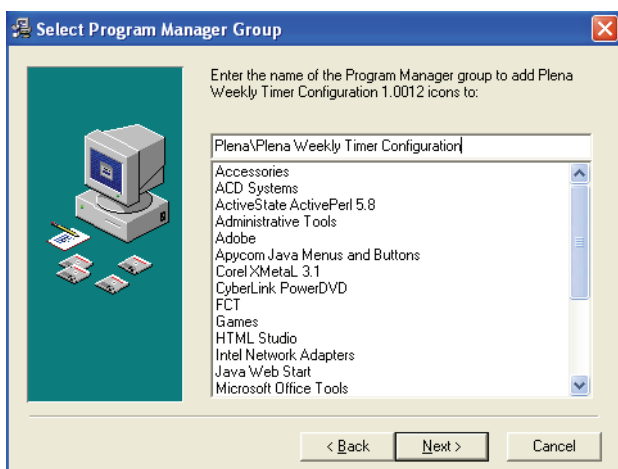 Select Program Manager Group
Enter the name of the Program Manager group to add Plena
Weekly Timer Configuration 1.0012 icons to:
Plena\Plena Weekly Timer Configuration
Accessories
ACD Systems
ActiveState ActivePerl 5.8
Administrative Tools
Adobe
Apycom Java Menus and Buttons
Corel XMetaL 3.1
CyberLink PowerDVD
FCT
Games
HTML Studio
Intel Network Adapters
Java Web Start
Microsoft Office Tools
< Back
Next >
Cancel